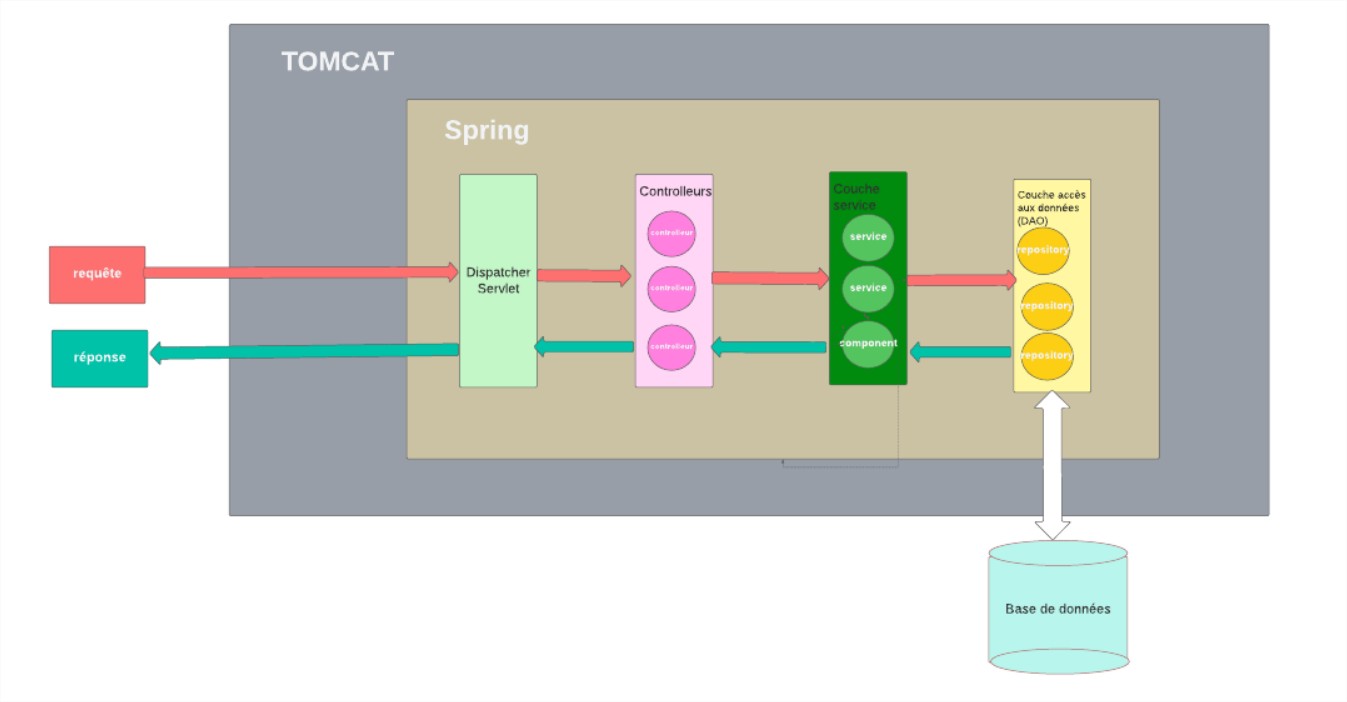 TOMCAT
Spring
requête
réponse
Dispatcher
Servlet
Controlleurs
controlleur
controlleur
controlleur
Couche
service
service
service
component
Couche accès
aux données
(DAO)
repository
repository
repository
Base de données